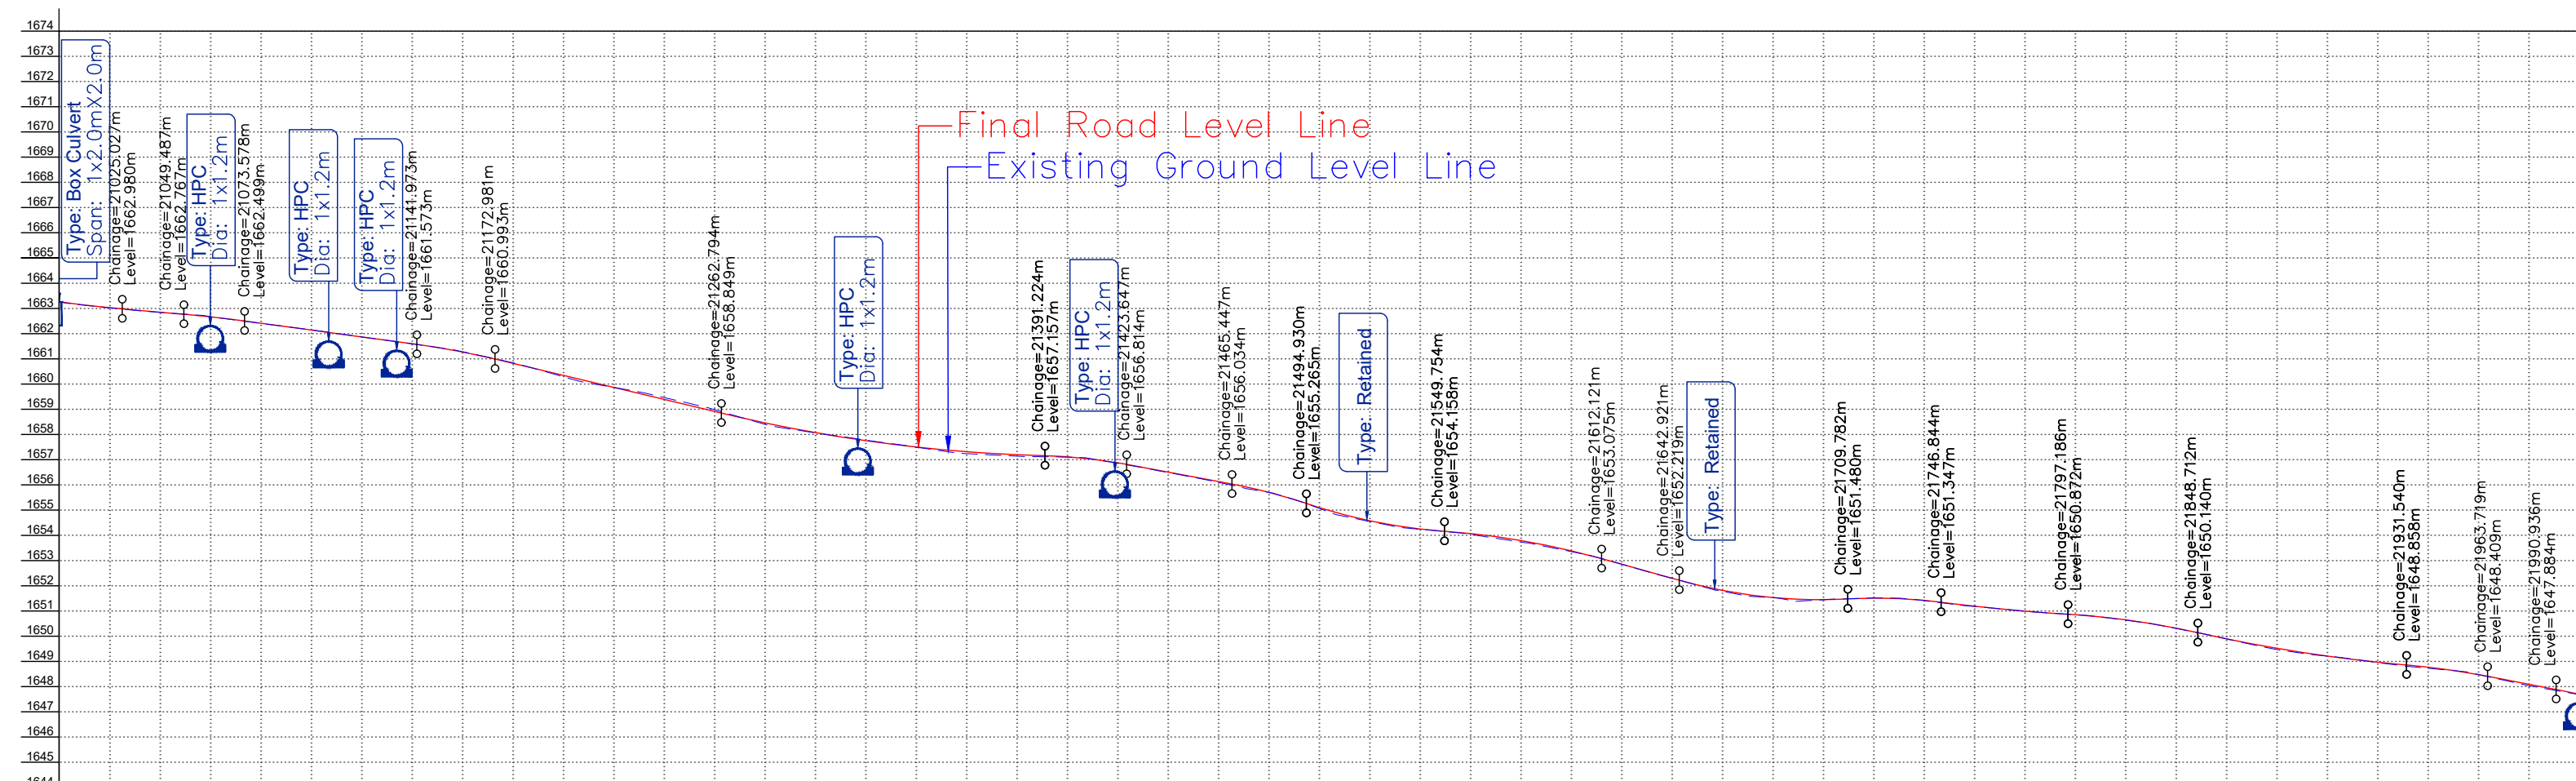 1674
1673
1672
1671
1670
1669
1668
1667
1666
1665
1664
1663
1662
1661
1660
1659
1658
1657
1656
1655
1654
1653
1652
1651
1650
1649
1648
1647
1646
1645
1644
Type: Box Culvert
Span: 1x2.0mX2.0m
Chainage=21025.027m
Level=1662.980m
Chainage=21049.487m
Level=1662.767m
Type: HPC
Dia: 1x1.2m
Chainage=21073.578m
Level=1662.499m
Type: HPC
Dia: 1x1.2m
Type: HPC
Dia: 1x1.2m
Chainage=21141.973m
Level=1661.573m
Chainage=21172.981m
Level=1660.993m
Chainage=21262.794m
Level=1658.849m
Type: HPC
Dia: 1x1.2m
Final Road Level Line
Existing Ground Level Line
Chainage=21391.224m
Level=1657.157m
Type: HPC
Dia: 1x1.2m
Chainage=21423.647m
Level=1656.814m
Chainage=21465.447m
Level=1656.034m
Chainage=21494.930m
Level=1655.265m
Type: Retained
Chainage=21549.754m
Level=1654.158m
Chainage=21612.121m
Level=1653.075m
Chainage=21642.921m
Level=1652.219m
Type: Retained
Chainage=21709.782m
Level=1651.480m
Chainage=21746.844m
Level=1651.347m
Chainage=21797.186m
Level=1650.872m
Chainage=21848.712m
Level=1650.140m
Chainage=21931.540m
Level=1648.858m
Chainage=21963.719m
Level=1648.409m
Chainage=21990.936m
Level=1647.884m